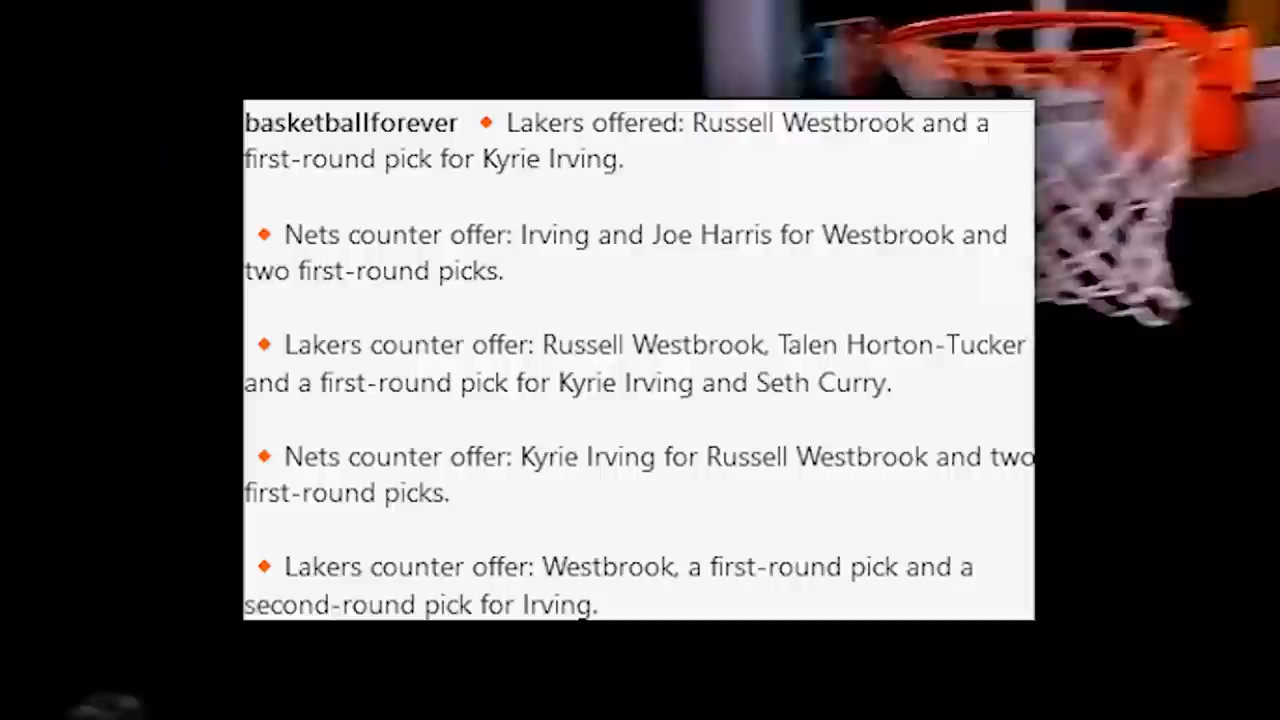 basketballforever 🔸 Lakers offered: Russell Westbrook and a
first-round pick for Kyrie Irving.
🔸 Nets counter offer: Irving and Joe Harris for Westbrook and
two first-round picks.
🔸 Lakers counter offer: Russell Westbrook, Talen Horton-Tucker
and a first-round pick for Kyrie Irving and Seth Curry.
🔸 Nets counter offer: Kyrie Irving for Russell Westbrook and two
first-round picks.
🔸 Lakers counter offer: Westbrook, a first-round pick and a
second-round pick for Irving.